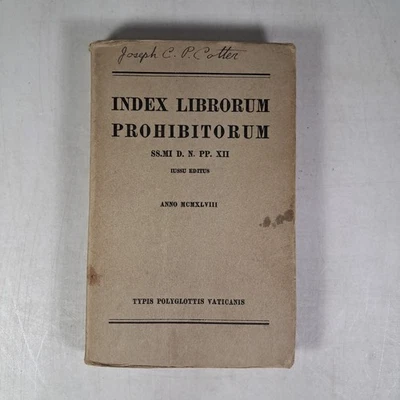 Joseph C. P. Cotter
INDEX LIBRORUM
PROHIBITORUM
SS.MI D. N. PP. XII
IUSSU EDITUS
ANNO MCMXLVIII
TYPIS POLYGLOTTIS VATICANIS